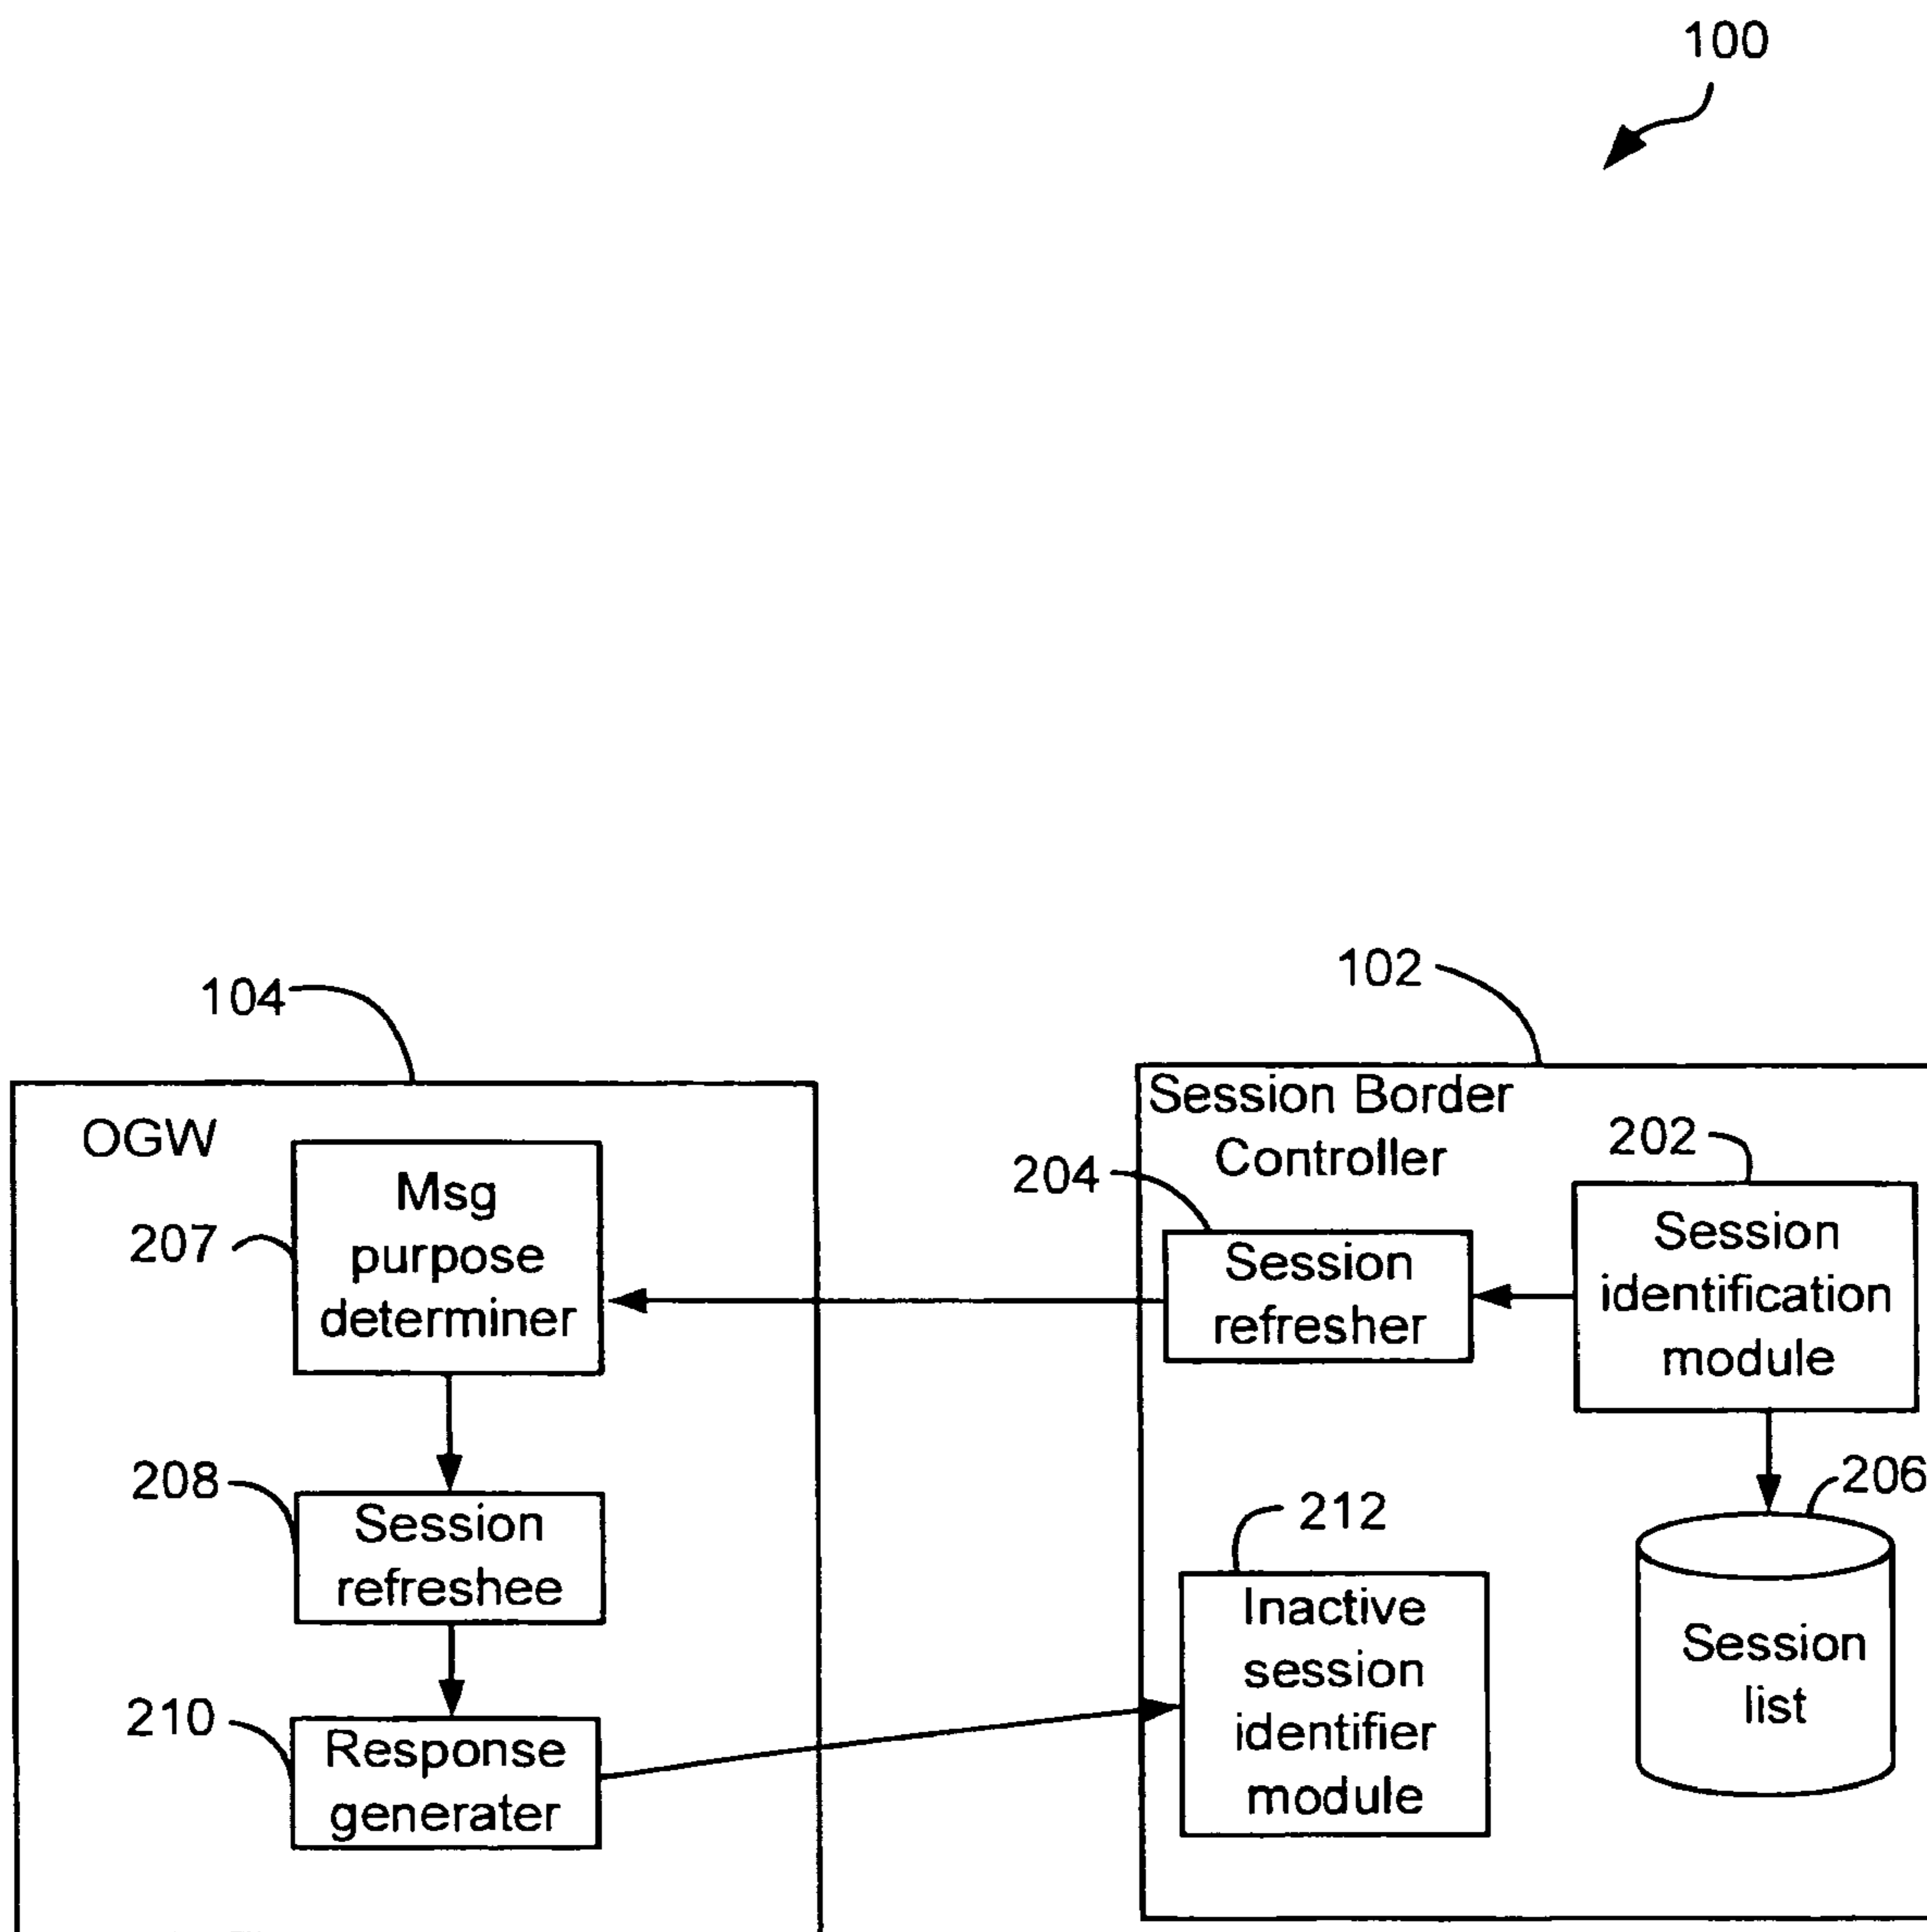 100
104
102
OGW
Msg
purpose
determiner
207
Session Border
Controller
204
202
Session
refresher
Session
identification
module
208
Session
refreshee
212
206
Inactive
session
identifier
module
Session
list
210
Response
generater